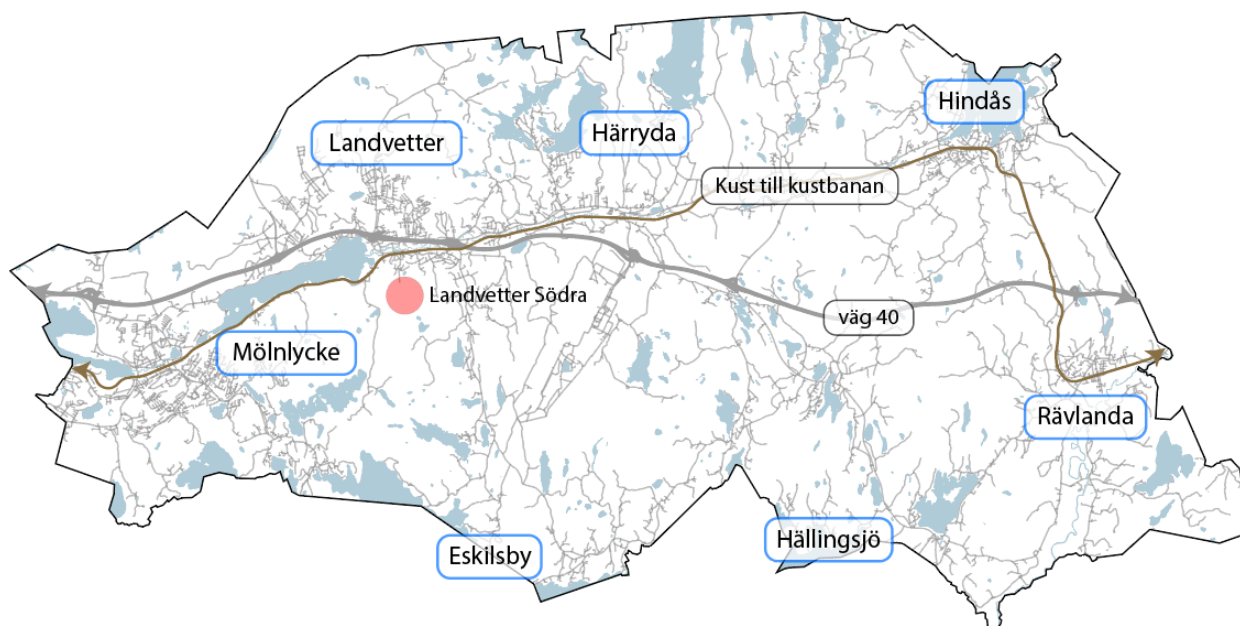 Hindås
Landvetter
Härryda
Kust till kustbanan
Landvetter Södra
väg 40
Mölnlycke
Rävlanda
Hällingsjö
Eskilsby